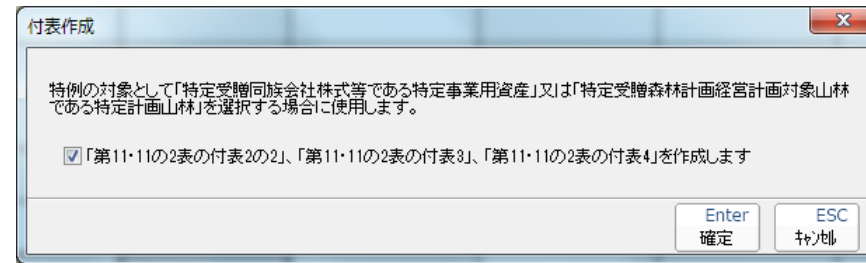 付表作成
特例の対象として「特定受贈同族会社株式等である特定事業用資産」又は「特定受贈森林計画経営計画対象山林
である特定計画山林」を選択する場合に使用します。
「第11・11の2表の付表2の2」、「第11・11の2表の付表3」、「第11・11の2表の付表4」を作成します
Enter ESC
確定 ｷｬﾝｾﾙ